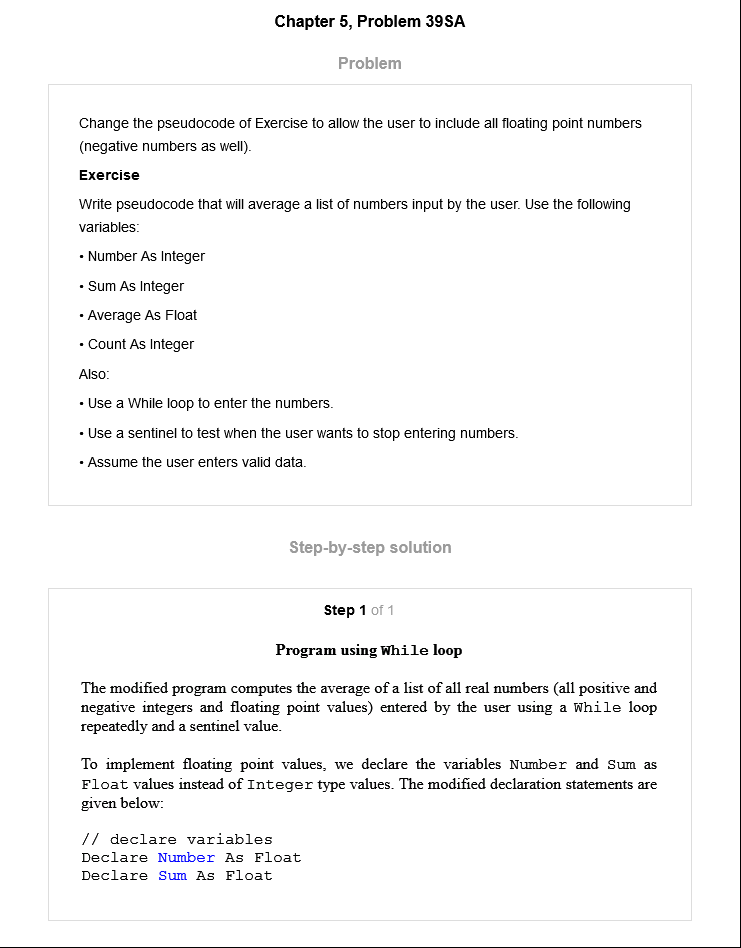 Chapter 5, Problem 39SA
Problem
Change the pseudocode of Exercise to allow the user to include all floating point numbers
(negative numbers as well).
Exercise
Write pseudocode that will average a list of numbers input by the user. Use the following
variables:
• Number As Integer
• Sum As Integer
• Average As Float
• Count As Integer
Also:
• Use a While loop to enter the numbers.
• Use a sentinel to test when the user wants to stop entering numbers.
• Assume the user enters valid data.
Step-by-step solution
Step 1 of 1
Program using While loop
The modified program computes the average of a list of all real numbers (all positive and
negative integers and floating point values) entered by the user using a While loop
repeatedly and a sentinel value.
To implement floating point values, we declare the variables Number and Sum as
Float values instead of Integer type values. The modified declaration statements are
given below:
// declare variables
Declare Number As Float
Declare Sum As Float